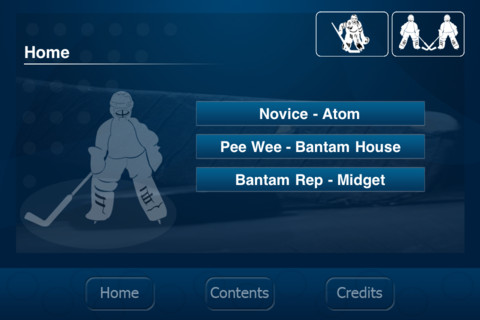 Home
Novice - Atom
Pee Wee - Bantam House
Bantam Rep - Midget
Home
Contents
Credits